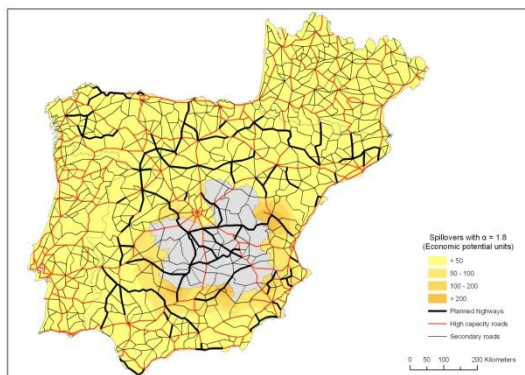 Spillovers with α = 1.8
(Economic potential units)
< 50
50 - 100
100 - 200
> 200
Planned highways
High capacity roads
Secondary roads
0 50 100 200 Kilometers